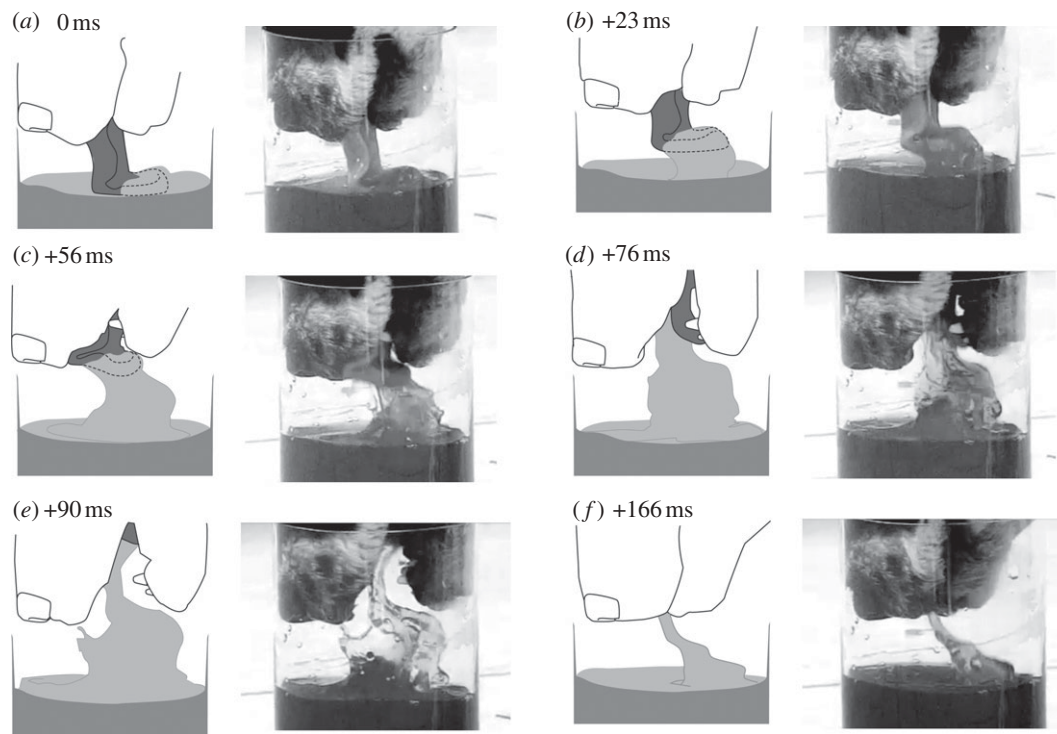 (a) 0 ms
(b) +23 ms
(c) +56 ms
(d) +76 ms
(e) +90 ms
(f) +166 ms